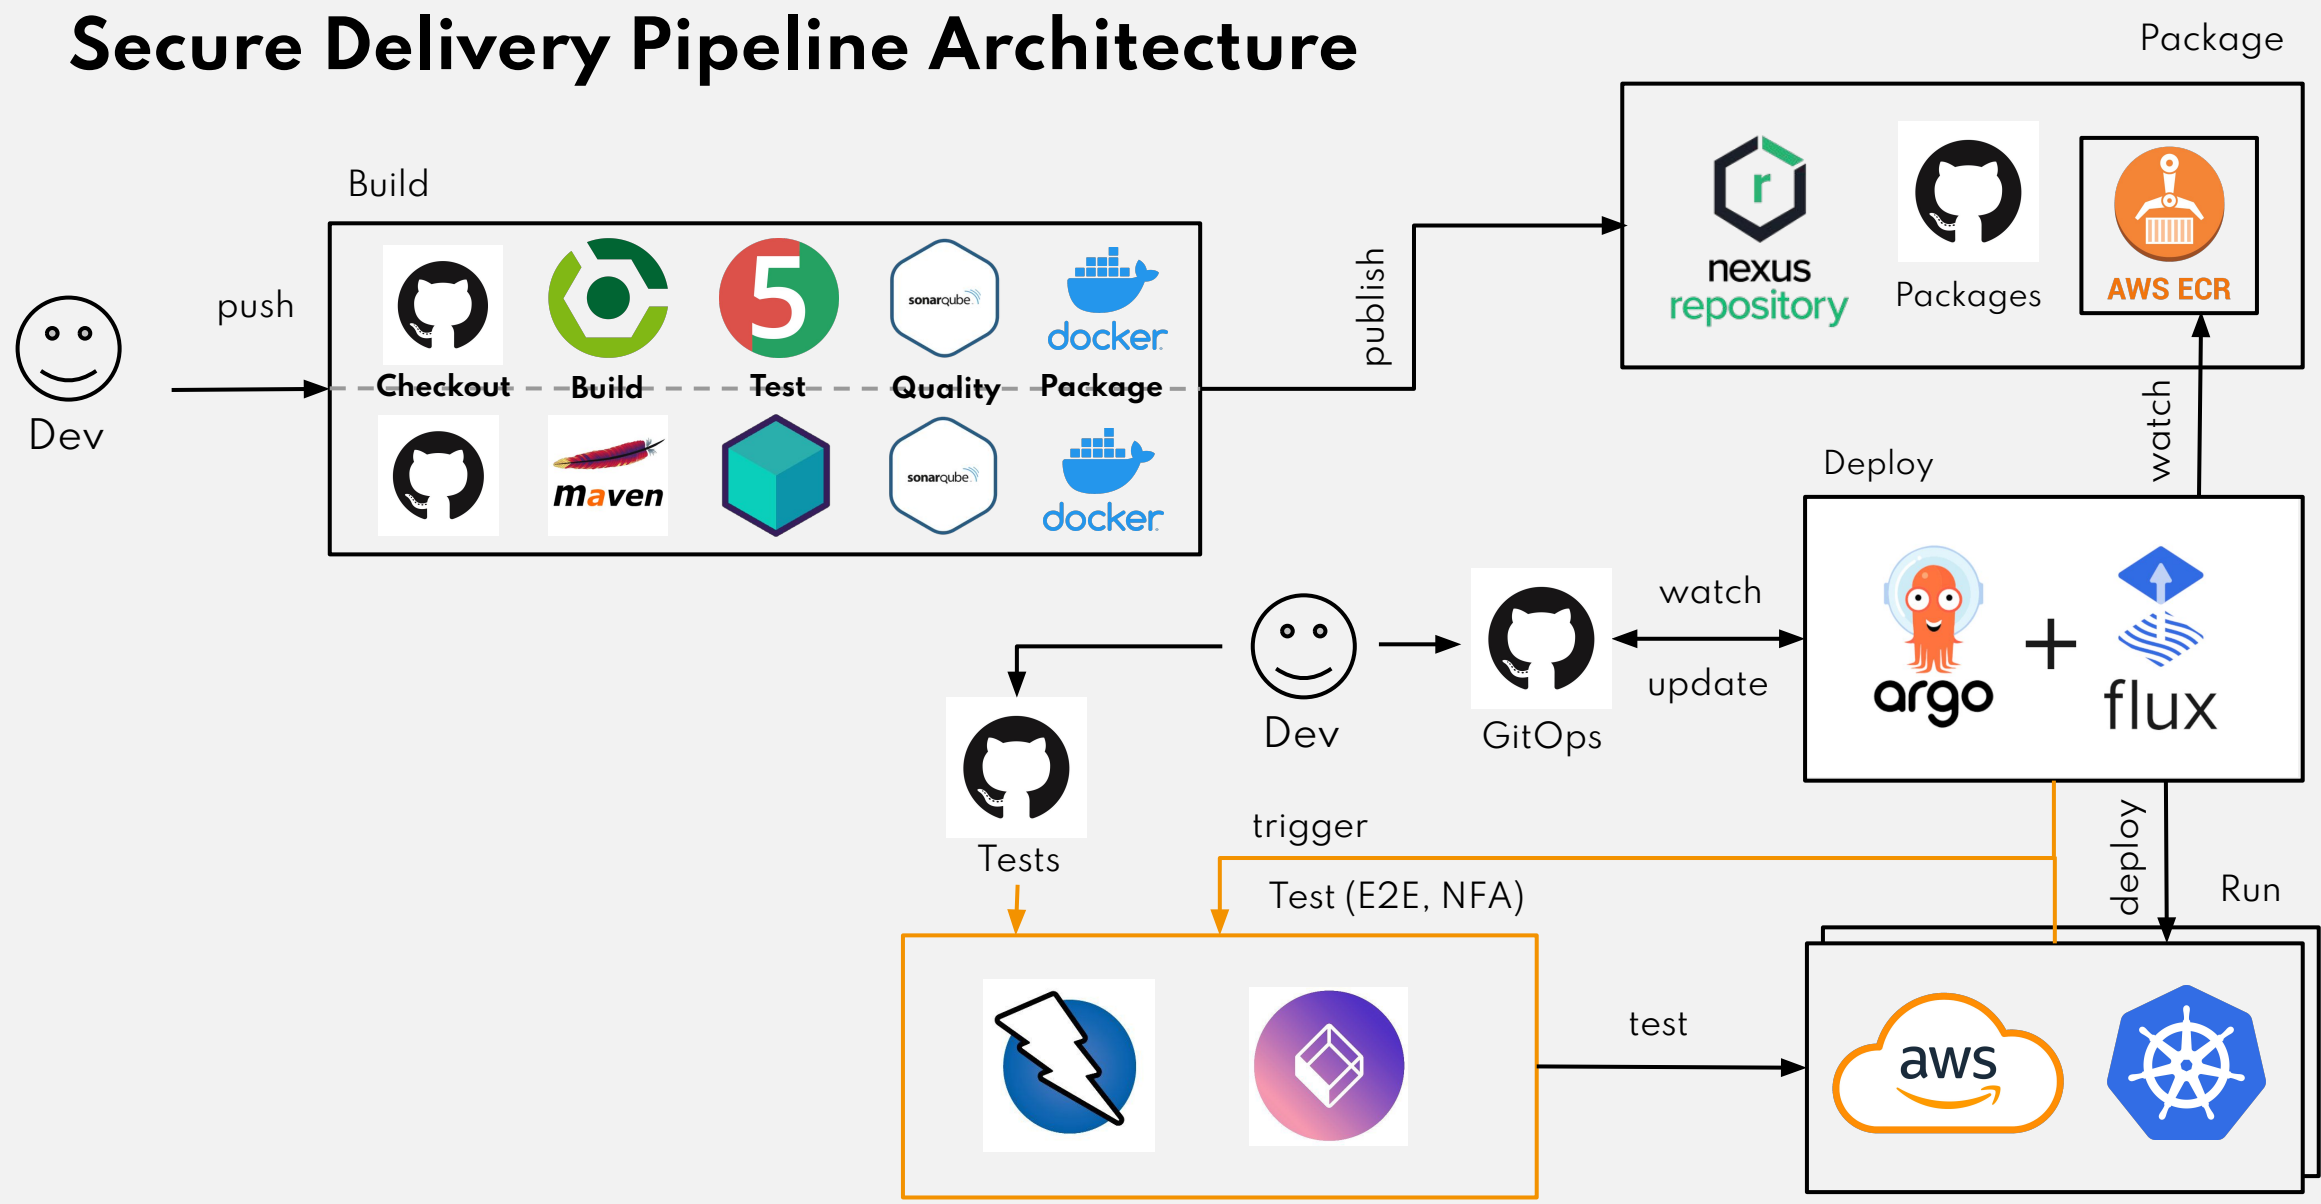 Secure Delivery Pipeline Architecture
Package
nexus
repository
r
Packages
AWS ECR
Build
push
Dev
5
sonarqube
docker
Checkout
Build
Test
Quality
Package
maven
sonarqube
docker
publish
watch
Deploy
argo
+
flux
watch
update
GitOps
Dev
Tests
trigger
Test (E2E, NFA)
deploy
Run
test
aws